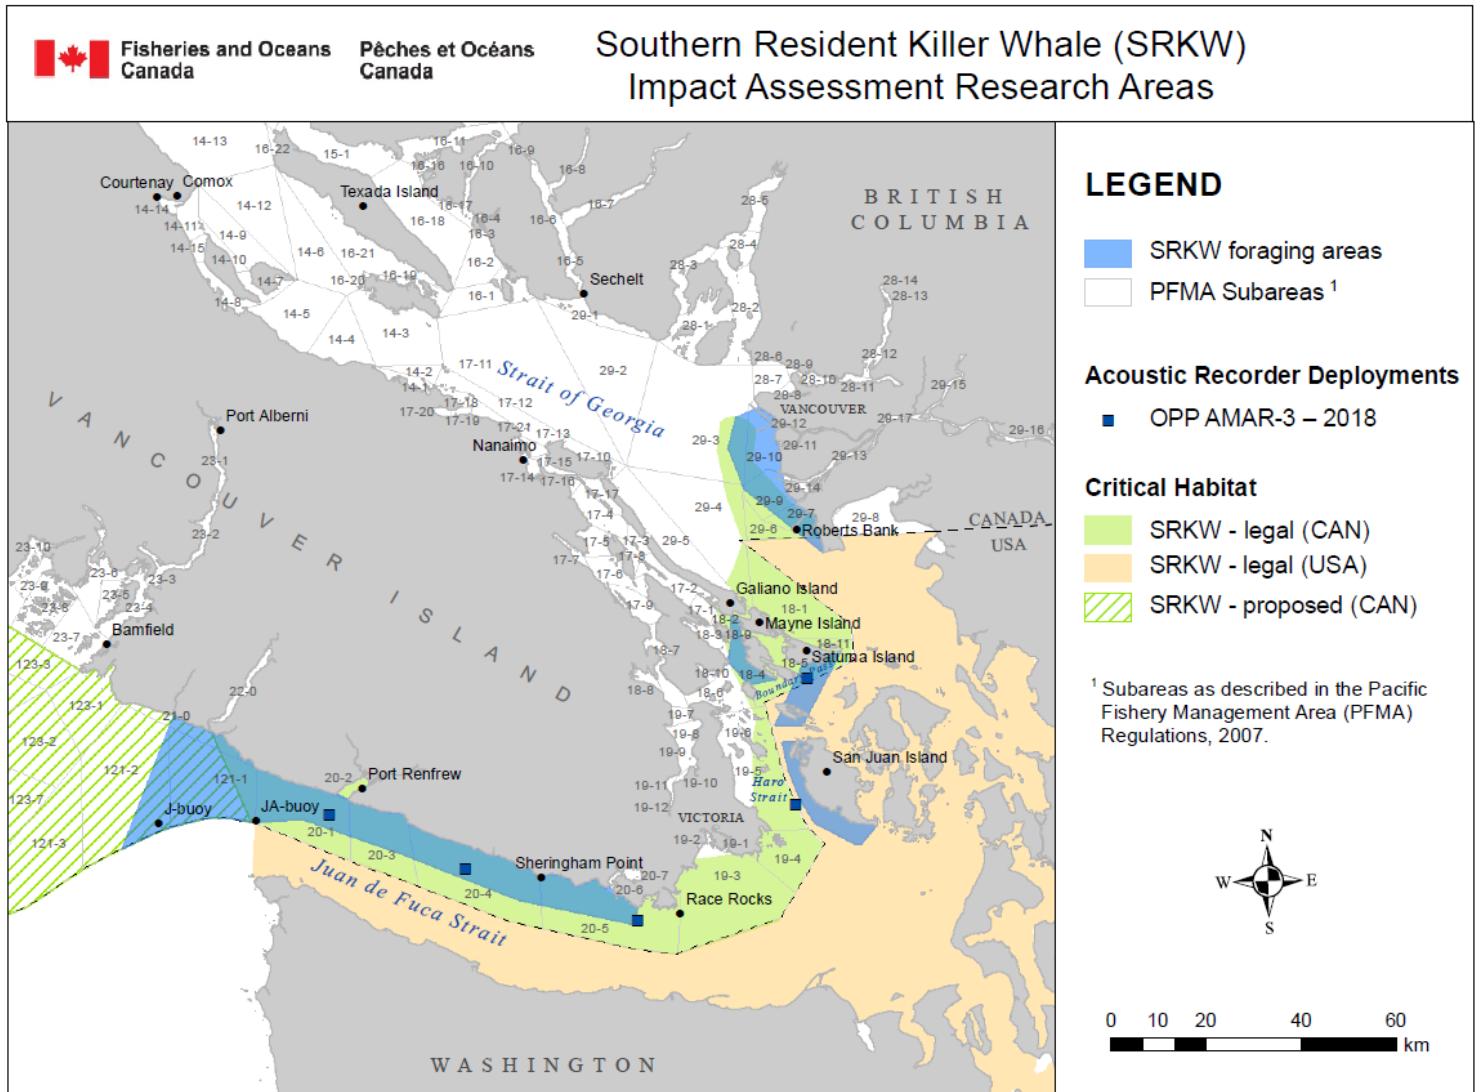 Fisheries and Oceans
Canada
Pêches et Océans
Canada
Southern Resident Killer Whale (SRKW)
Impact Assessment Research Areas
14-13
16-22
15-1
16-11
16-9
16-16
16-10
16-8
Courtenay
Comox
Texada Island
14-14
14-12
16-17
16-7
28-5
BRITISH
COLUMBIA
14-11
14-9
16-18
16-4
16-6
16-3
14-15
14-10
14-6
16-21
28-4
16-2
16-5
28-3
14-7
16-20
16-19
Sechelt
28-14
14-8
16-1
28-13
14-5
29-1
28-2
14-4
14-3
28-1
17-11
Strait of Georgia
29-2
28-6
28-9
28-12
14-2
28-7
28-10
28-11
29-15
14-1
28-8
17-18
17-12
VANCOUVER
17-20
17-19
29-12
29-17
29-16
Port Alberni
17-21
17-13
29-3
29-11
Nanaimo
23-1
17-15
17-10
29-10
29-13
17-14
17-16
29-14
17-17
29-9
17-4
29-4
29-7
29-8
CANADA
29-6
Roberts Bank
USA
VANCOUVER ISLAND
23-2
23-10
17-5
17-3
29-5
17-7
17-8
23-6
23-3
17-6
23-9
23-5
17-2
Galiano Island
23-8
23-4
17-9
17-1
18-1
Bamfield
18-2
Mayne Island
23-7
18-3
18-9
18-11
18-7
Saturna Island
123-3
18-5
18-10
18-4
Boundary Pass
22-0
18-8
18-6
123-1
21-0
19-7
123-2
19-8
19-6
19-9
San Juan Island
121-2
121-1
20-2
Port Renfrew
19-5
19-11
19-10
Haro
Strait
123-7
J-buoy
JA-buoy
19-12
VICTORIA
20-1
121-3
19-2
19-1
20-3
19-4
Sheringham Point
20-7
19-3
Juan de Fuca Strait
20-4
20-6
Race Rocks
20-5
WASHINGTON
LEGEND
SRKW foraging areas
PFMA Subareas 1
Acoustic Recorder Deployments
OPP AMAR-3 – 2018
Critical Habitat
SRKW - legal (CAN)
SRKW - legal (USA)
SRKW - proposed (CAN)
1 Subareas as described in the Pacific
Fishery Management Area (PFMA)
Regulations, 2007.
N
W
E
S
0 10 20 40 60
km